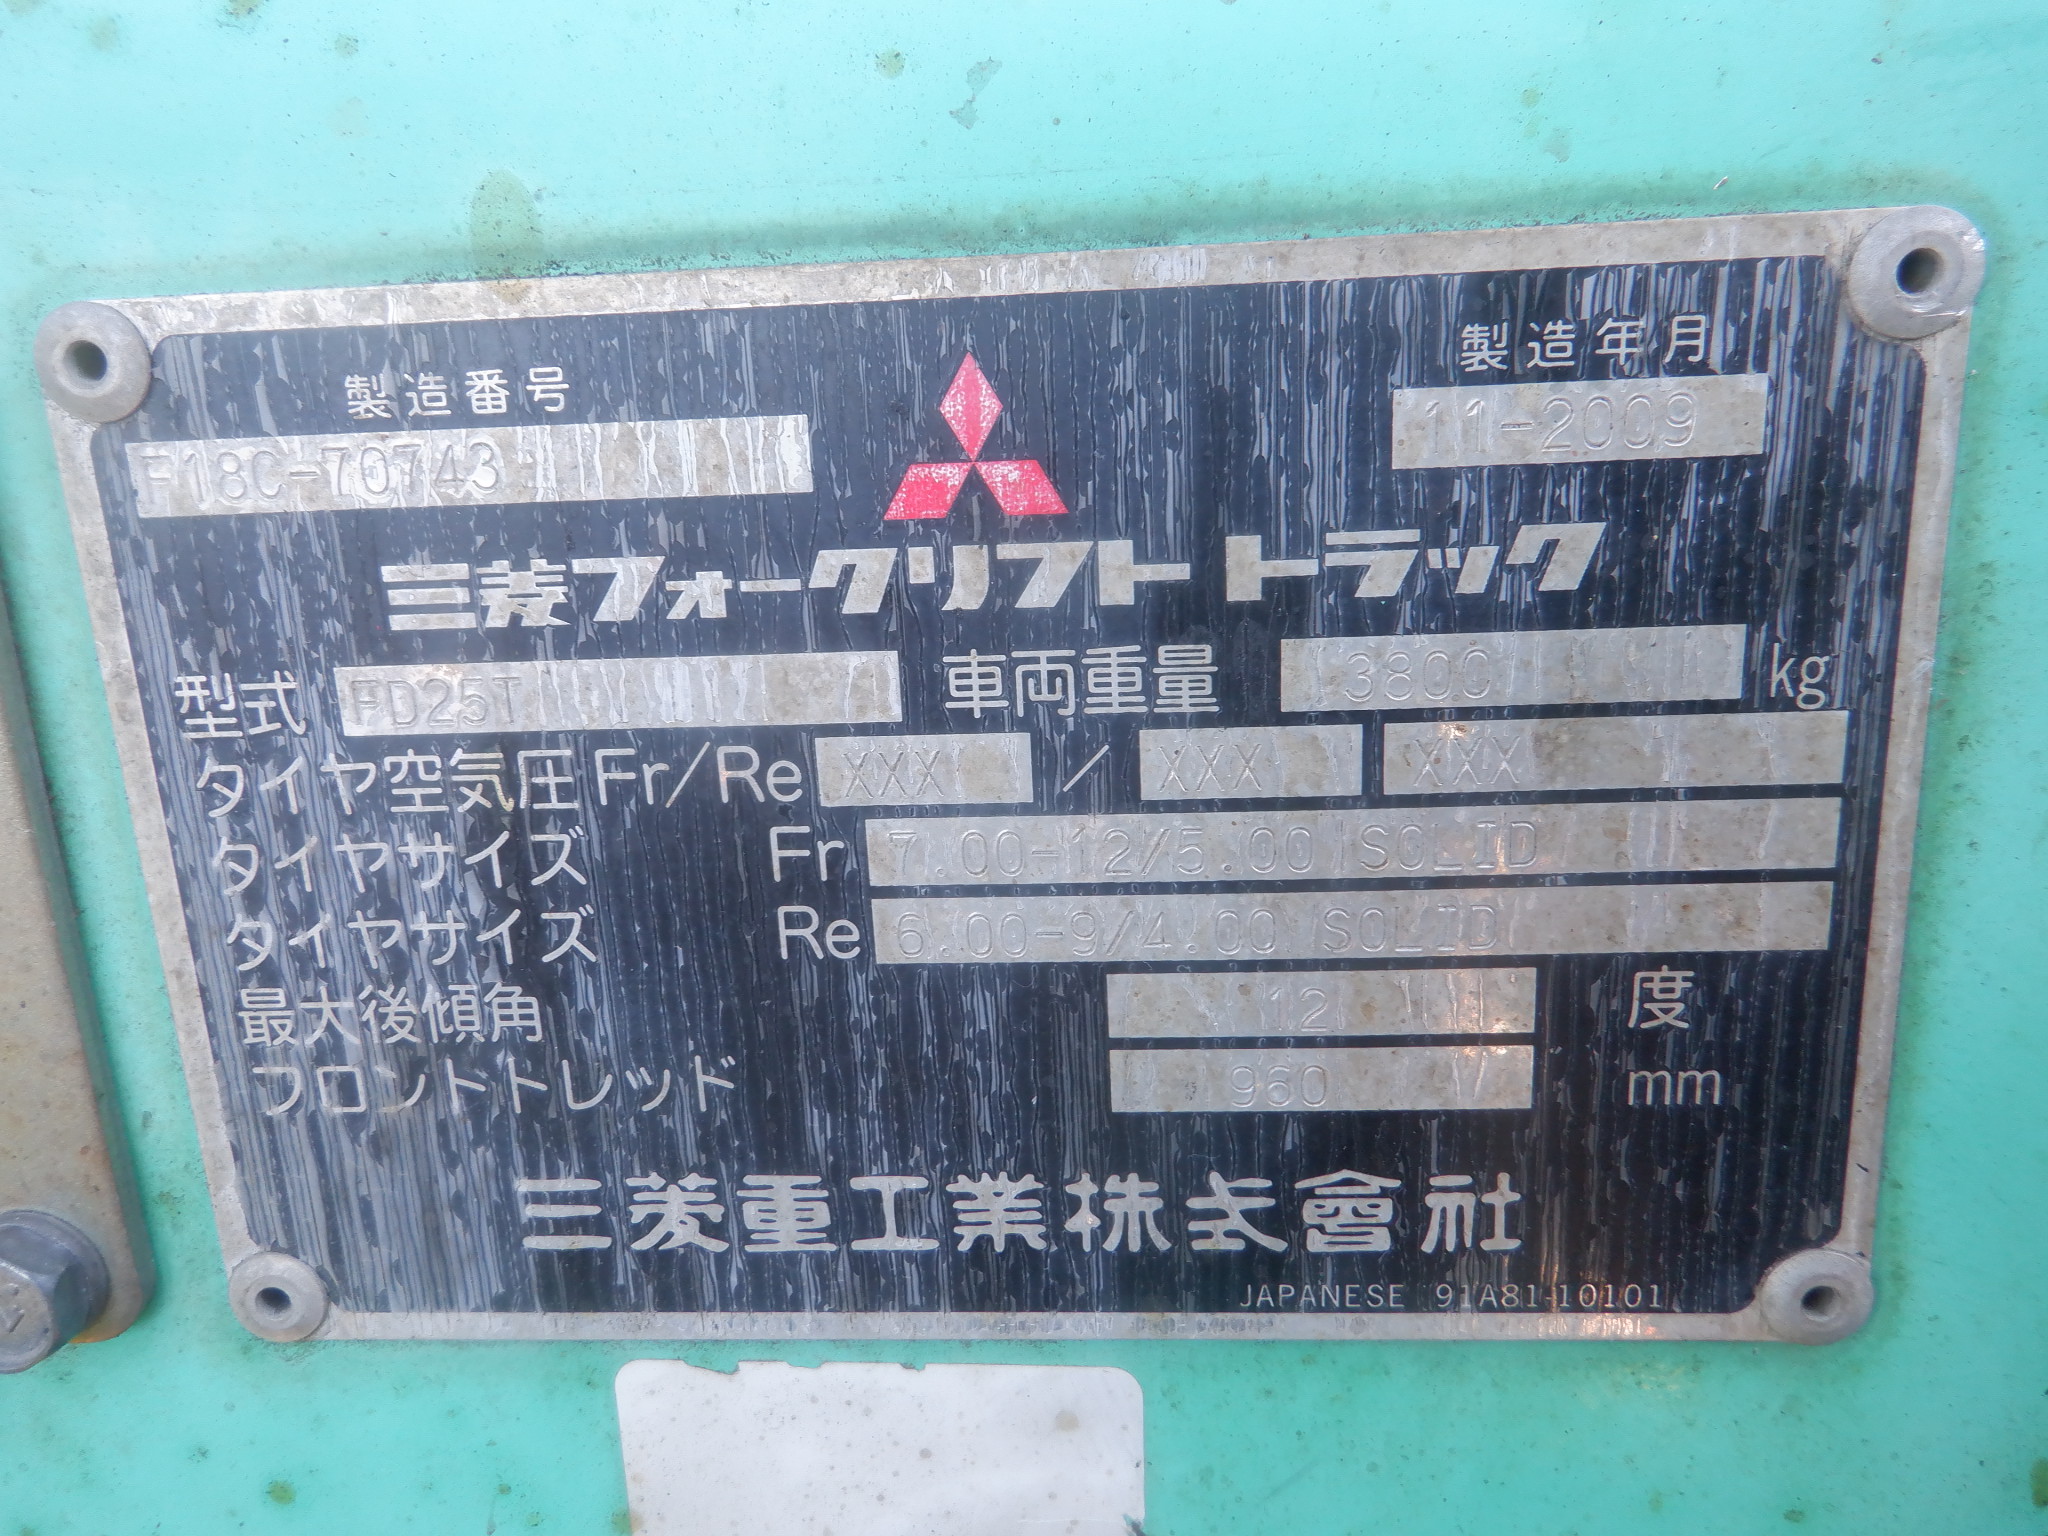 製造番号
F18C-70743
製造年月
11-2009
三菱フォークリフトトラック
型式 FD25T 車両重量 3800 kg
タイヤ空気圧 Fr/Re XXX / XXX XXX
タイヤサイズ Fr 7.00-12/5.00 SOLID
タイヤサイズ Re 6.00-9/4.00 SOLID
最大後傾角 12 度
フロントトレッド 960 mm
三菱重工業株式會社
JAPANESE 91A81-10101